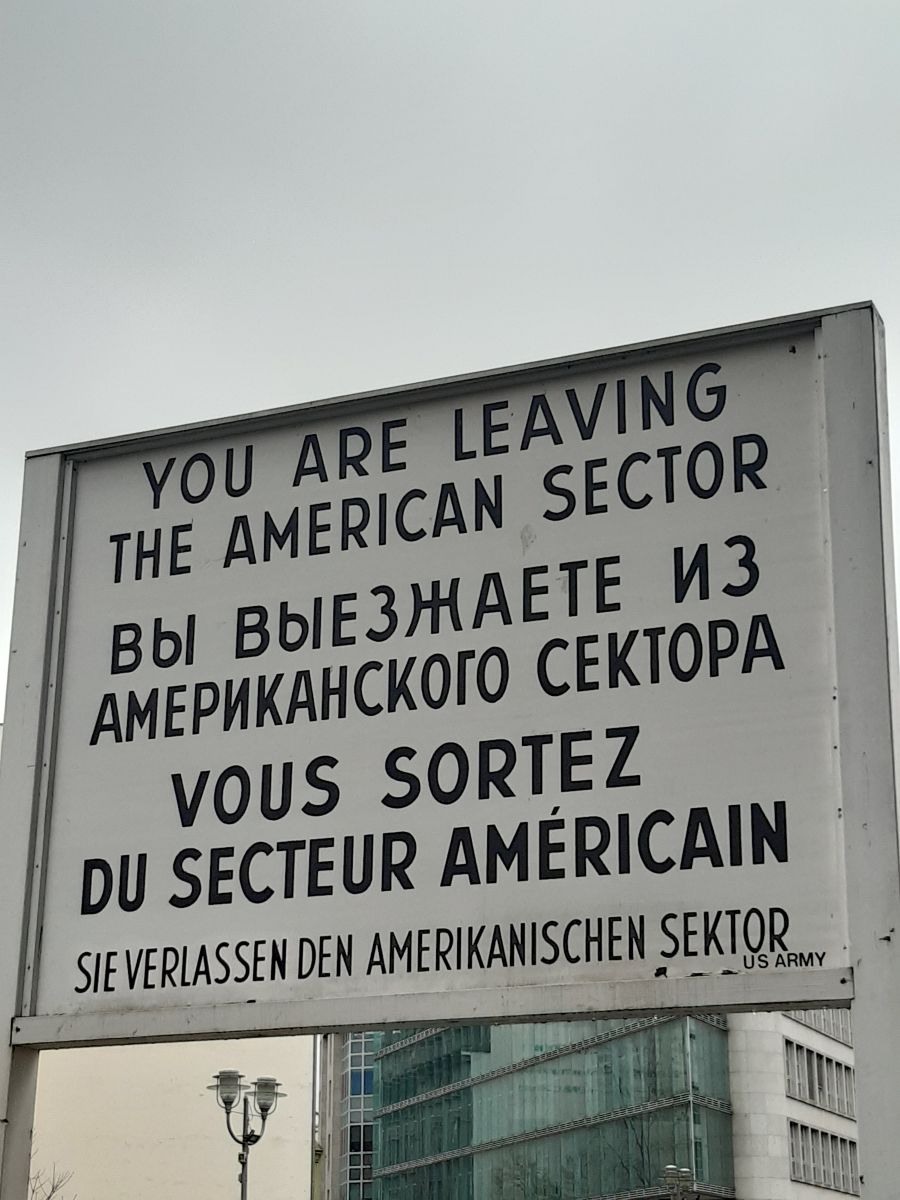 YOU ARE LEAVING
THE AMERICAN SECTOR
ВЫ ВЫЕЗЖАЕТЕ ИЗ
АМЕРИКАНСКОГО СЕКТОРА
VOUS SORTEZ
DU SECTEUR AMÉRICAIN
SIE VERLASSEN DEN AMERIKANISCHEN SEKTOR
US ARMY